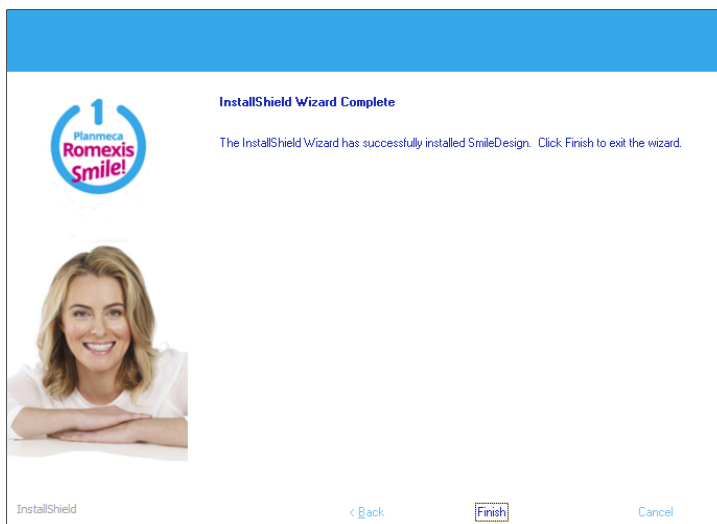 InstallShield Wizard Complete
The InstallShield Wizard has successfully installed SmileDesign.  Click Finish to exit the wizard.
1
Planmeca
Romexis
Smile!
InstallShield
< Back
Finish
Cancel